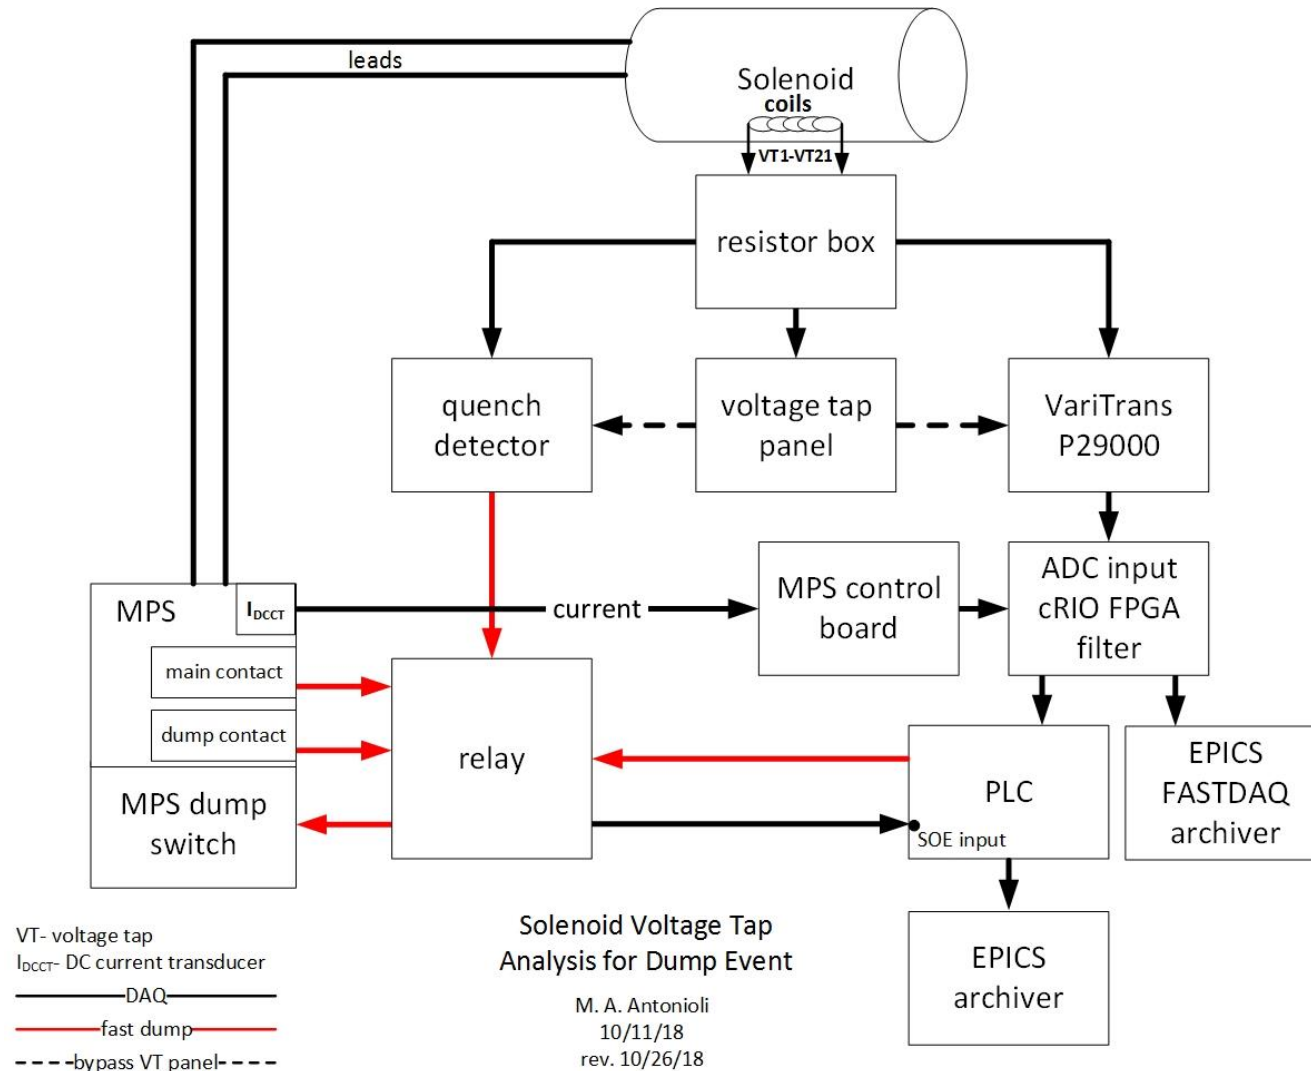 leads
Solenoid
coils
VT1-VT21
resistor box
quench
detector
voltage tap
panel
VariTrans
P29000
MPS
IDCCT
current
MPS control
board
ADC input
cRIO FPGA
filter
main contact
dump contact
relay
MPS dump
switch
PLC
SOE input
EPICS
FASTDAQ
archiver
EPICS
archiver
Solenoid Voltage Tap
Analysis for Dump Event
M. A. Antonioli
10/11/18
rev. 10/26/18
VT- voltage tap
IDCCT- DC current transducer
DAQ
fast dump
bypass VT panel